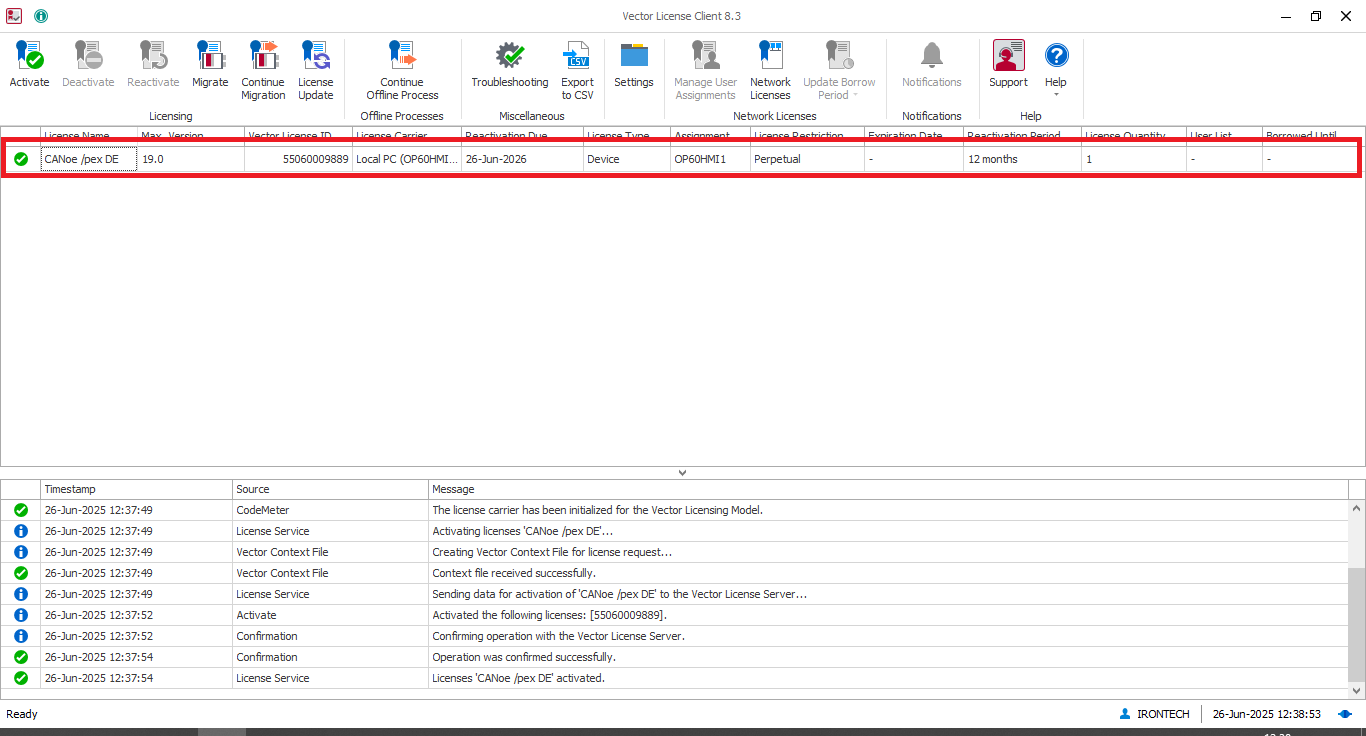 Vector License Client 8.3
Activate Deactivate Reactivate Migrate Continue Migration License Update
Continue Offline Process
Troubleshooting Export to CSV
CSV
Settings
Manage User Assignments Network Licenses Update Borrow Period
Notifications
Support Help
Licensing Offline Processes Miscellaneous Network Licenses Notifications Help
License Name Max. Version Vector License ID License Carrier Reactivation Due License Type Assignment License Restriction Expiration Date Reactivation Period License Quantity User List Borrowed Until
CANoe /pex DE 19.0 55060009889 Local PC (OP60HMI... 26-Jun-2026 Device OP60HMI1 Perpetual - 12 months 1 - -
Timestamp Source Message
26-Jun-2025 12:37:49 CodeMeter The license carrier has been initialized for the Vector Licensing Model.
26-Jun-2025 12:37:49 License Service Activating licenses 'CANoe /pex DE'...
26-Jun-2025 12:37:49 Vector Context File Creating Vector Context File for license request...
26-Jun-2025 12:37:49 Vector Context File Context file received successfully.
26-Jun-2025 12:37:49 License Service Sending data for activation of 'CANoe /pex DE' to the Vector License Server...
26-Jun-2025 12:37:52 Activate Activated the following licenses: [55060009889].
26-Jun-2025 12:37:52 Confirmation Confirming operation with the Vector License Server.
26-Jun-2025 12:37:54 Confirmation Operation was confirmed successfully.
26-Jun-2025 12:37:54 License Service Licenses 'CANoe /pex DE' activated.
Ready IRONTECH 26-Jun-2025 12:38:53